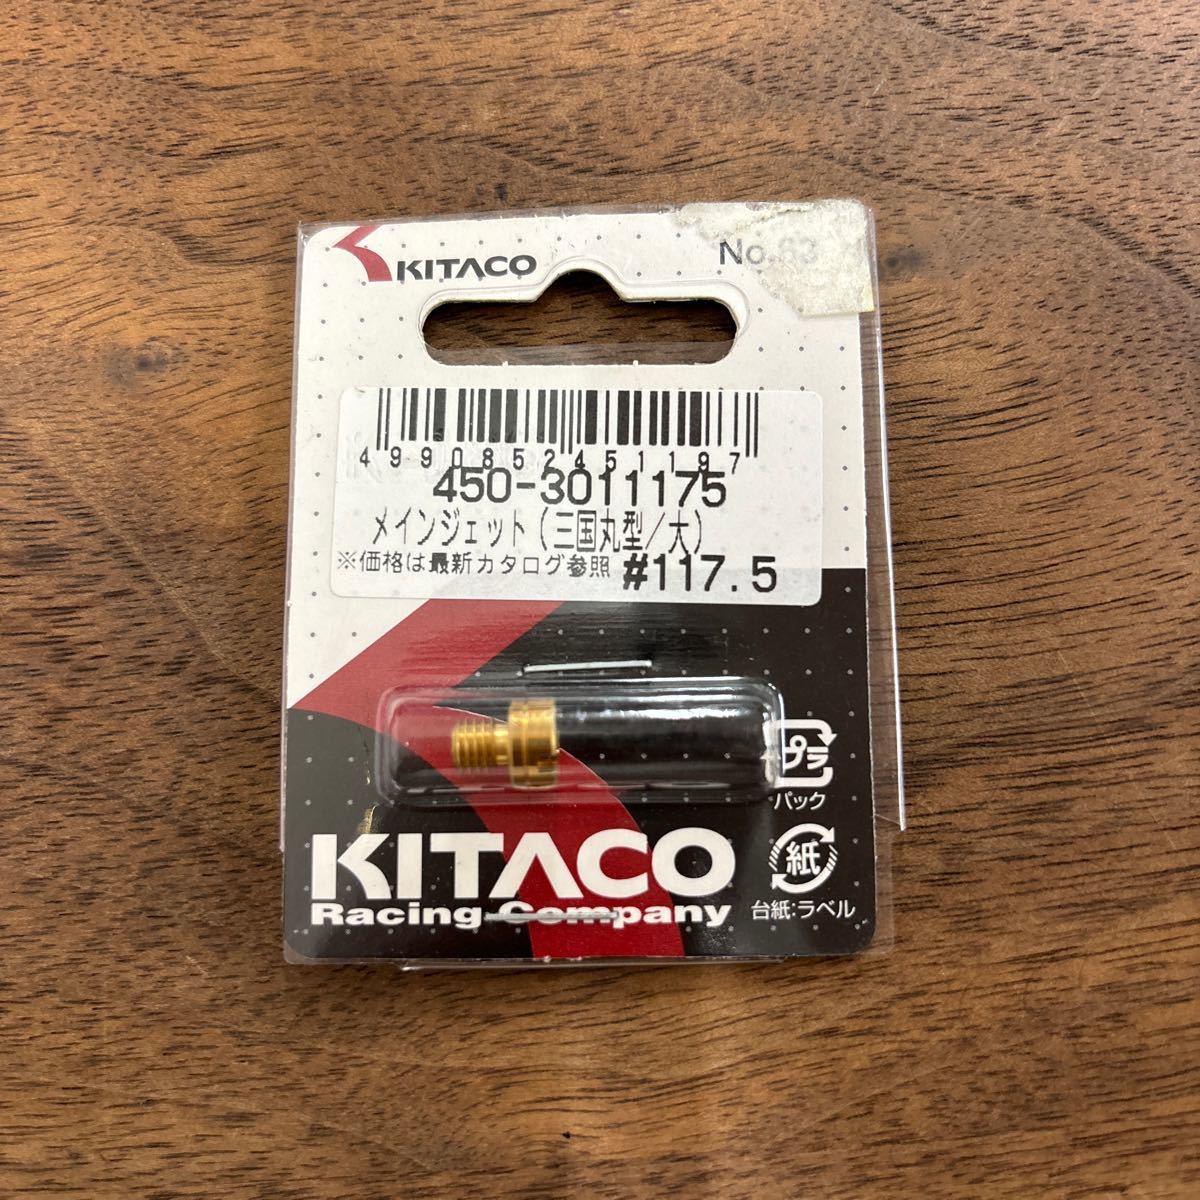 KITACO
No.63
4990852451197
450-3011175
メインジェット(三国丸型/大)
※価格は最新カタログ参照 #117.5
プラ
パック
KITACO
Racing Company
紙
台紙:ラベル